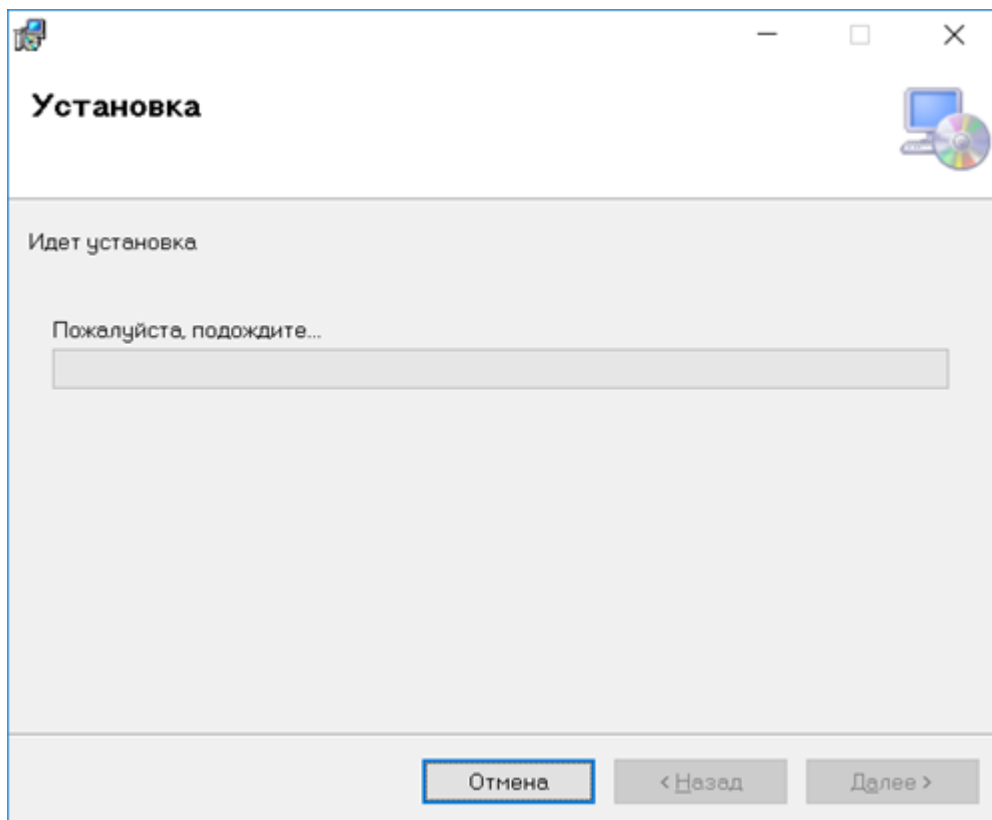 Установка
Идет установка
Пожалуйста, подождите...
Отмена
< Назад
Далее >